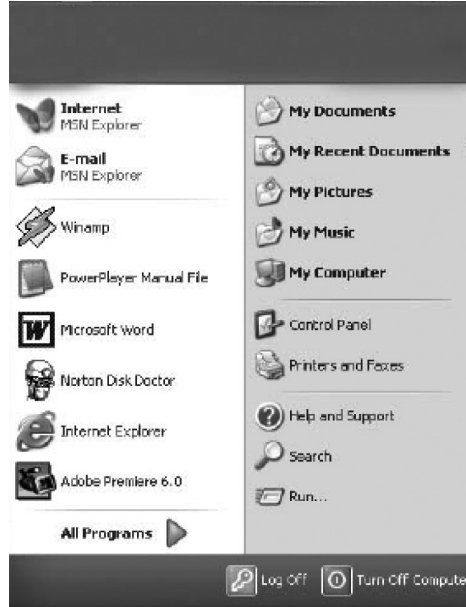 Internet
MSN Explorer
E-mail
MSN Explorer
Winamp
PowerPlayer Manual File
Microsoft Word
Norton Disk Doctor
Internet Explorer
Adobe Premiere 6.0
All Programs
My Documents
My Recent Documents
My Pictures
My Music
My Computer
Control Panel
Printers and Faxes
Help and Support
Search
Run...
Log Off
Turn Off Compute